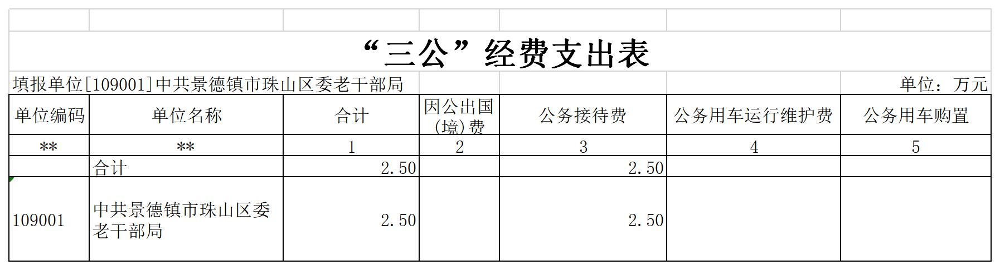 “三公”经费支出表
填报单位[109001]中共景德镇市珠山区委老干部局 单位：万元
单位编码 单位名称 合计 因公出国(境)费 公务接待费 公务用车运行维护费 公务用车购置
** ** 1 2 3 4 5
合计 2.50 2.50
109001 中共景德镇市珠山区委老干部局 2.50 2.50